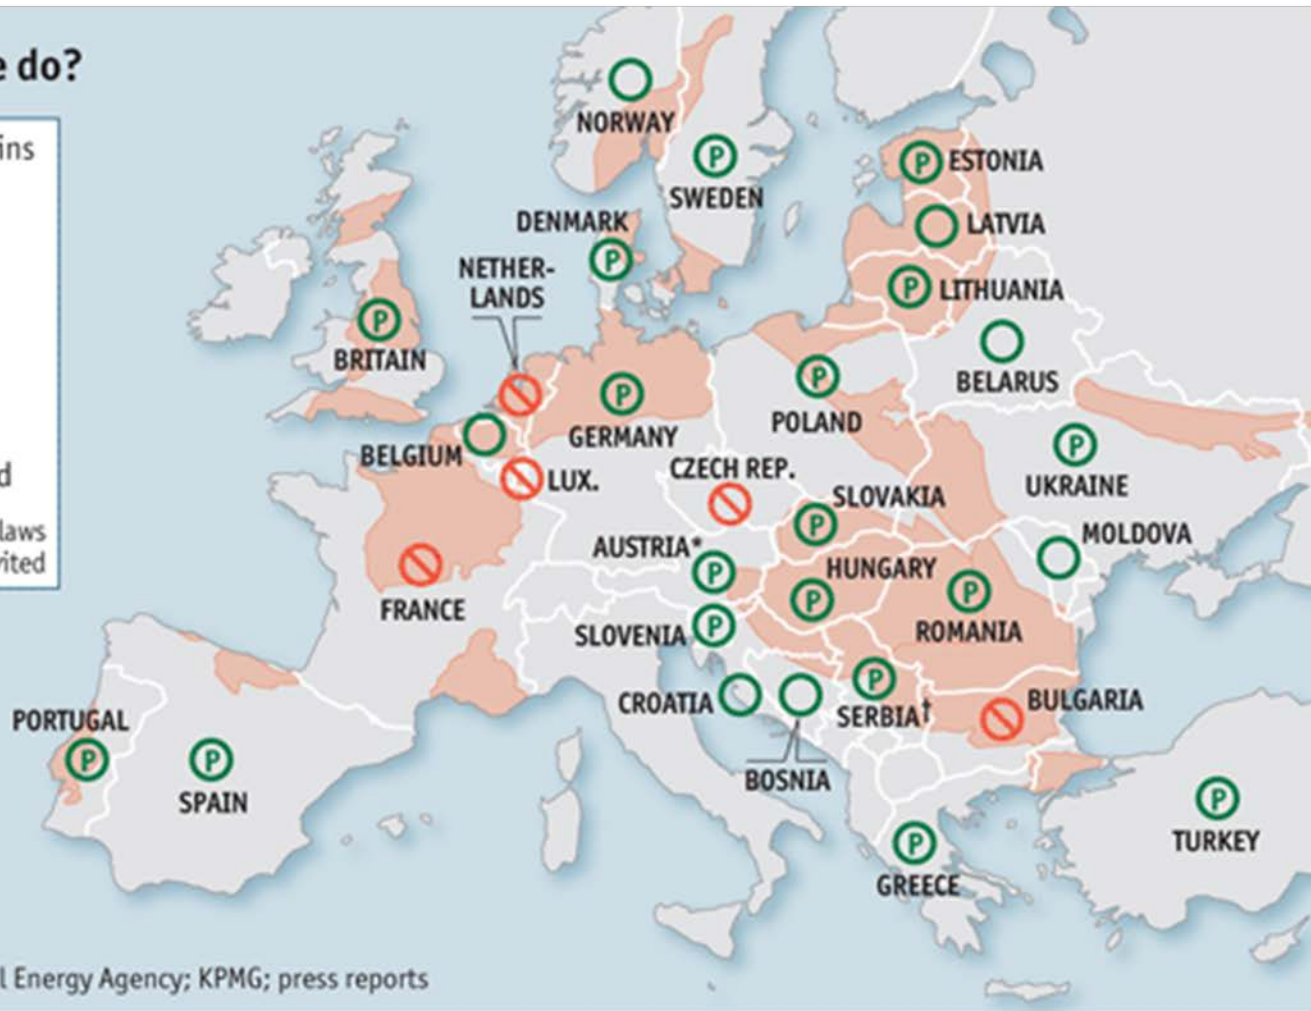 e do?
ins
d
laws
ited
NORWAY
SWEDEN
ESTONIA
LATVIA
LITHUANIA
DENMARK
P
P
P
P
NETHER-
LANDS
P
BRITAIN
BELARUS
P
GERMANY
P
POLAND
BELGIUM
LUX.
CZECH REP.
P
UKRAINE
SLOVAKIA
P
MOLDOVA
AUSTRIA*
P
HUNGARY
P
FRANCE
P
ROMANIA
SLOVENIA
P
CROATIA
BOSNIA
P
SERBIA†
BULGARIA
PORTUGAL
P
P
SPAIN
P
TURKEY
P
GREECE
l Energy Agency; KPMG; press reports